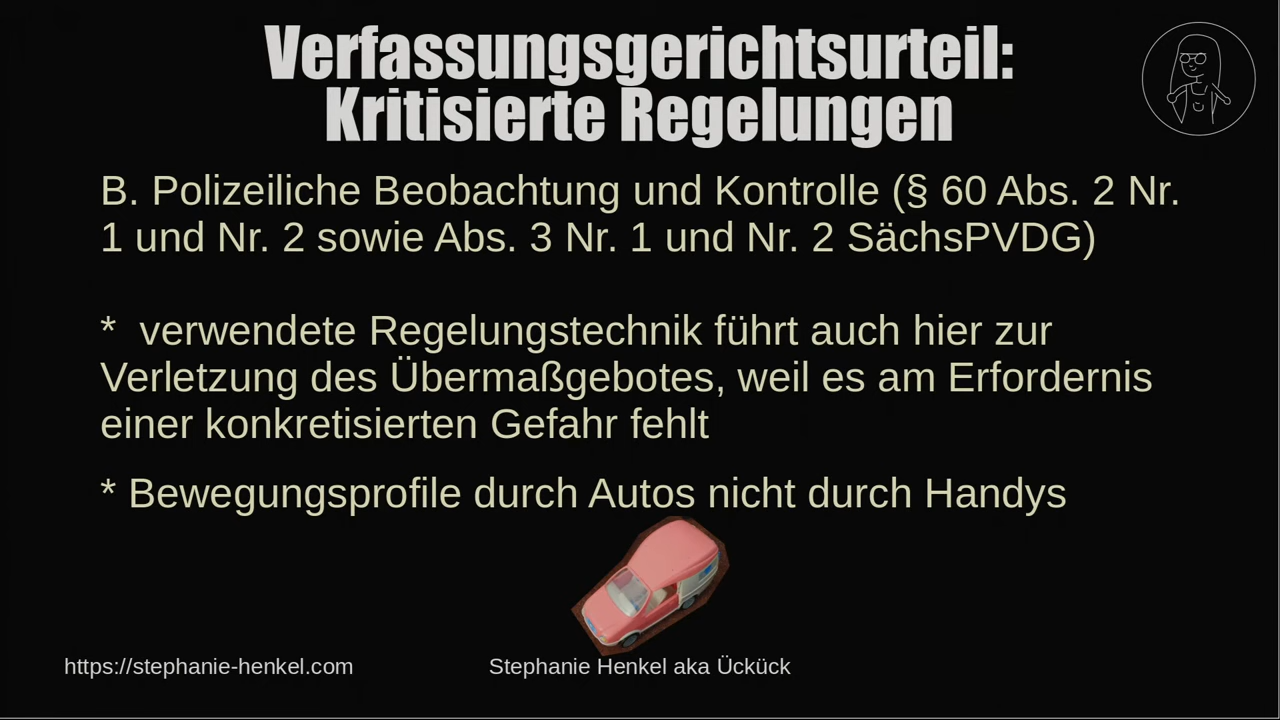 Verfassungsgerichtsurteil:
Kritisierte Regelungen
B. Polizeiliche Beobachtung und Kontrolle (§ 60 Abs. 2 Nr.
1 und Nr. 2 sowie Abs. 3 Nr. 1 und Nr. 2 SächsPVDG)
* verwendete Regelungstechnik führt auch hier zur
Verletzung des Übermaßgebotes, weil es am Erfordernis
einer konkretisierten Gefahr fehlt
* Bewegungsprofile durch Autos nicht durch Handys
https://stephanie-henkel.com
Stephanie Henkel aka Ückück